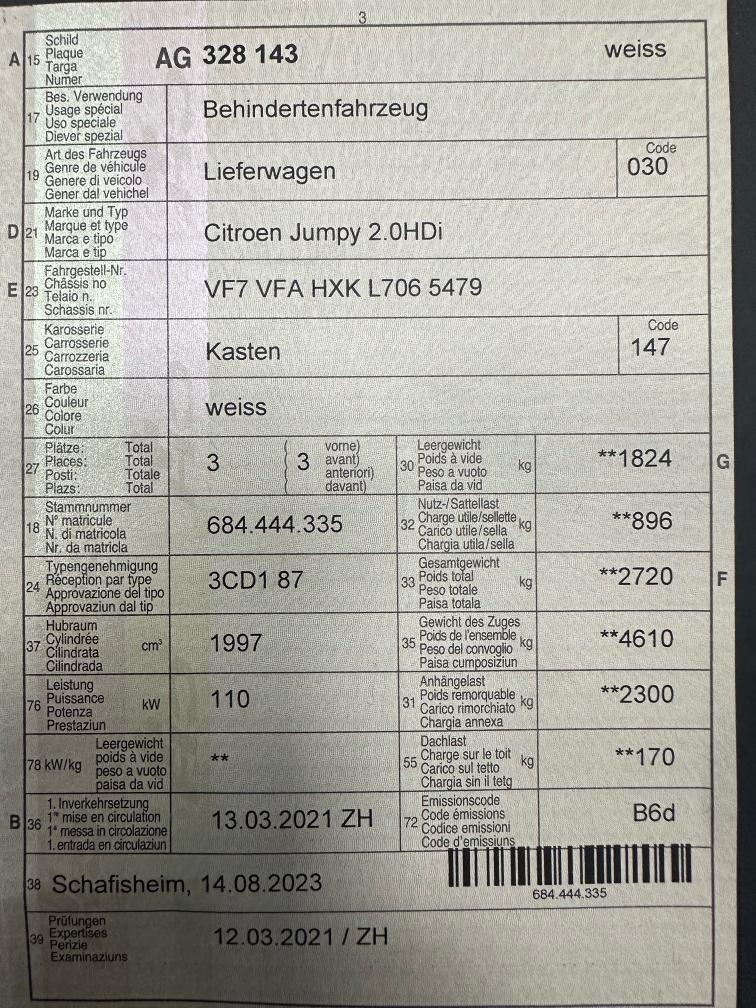 3
A 15 Schild
Plaque
Targa
Numer
AG 328 143 weiss
17 Bes. Verwendung
Usage spécial
Uso speciale
Diever spezial
Behindertenfahrzeug
19 Art des Fahrzeugs
Genre de véhicule
Genere di veicolo
Gener dal vehichel
Lieferwagen
Code
030
D 21 Marke und Typ
Marque et type
Marca e tipo
Marca e tip
Citroen Jumpy 2.0HDi
E 23 Fahrgestell-Nr.
Châssis no
Telaio n.
Schassis nr.
VF7 VFA HXK L706 5479
25 Karosserie
Carrosserie
Carrozzeria
Carossaria
Kasten
Code
147
26 Farbe
Couleur
Colore
Colur
weiss
27 Plätze: Total
Places: Total
Posti: Totale
Plazs: Total
3
( 3 vorne)
( avant)
( anteriori)
( davant)
30 Leergewicht
Poids à vide
Peso a vuoto
Paisa da vid
kg
**1824
G
18 Stammnummer
N° matricule
N. di matricola
Nr. da matricla
684.444.335
32 Nutz-/Sattellast
Charge utile/sellette
Carico utile/sella
Chargia utila/sella
kg
**896
24 Typengenehmigung
Réception par type
Approvazione del tipo
Approvaziun dal tip
3CD1 87
33 Gesamtgewicht
Poids total
Peso totale
Paisa totala
kg
**2720
F
37 Hubraum
Cylindrée
Cilindrata
Cilindrada
cm³
1997
35 Gewicht des Zuges
Poids de l'ensemble
Peso del convoglio
Paisa cumposiziun
kg
**4610
76 Leistung
Puissance
Potenza
Prestaziun
kW
110
31 Anhängelast
Poids remorquable
Carico rimorchiato
Chargia annexa
kg
**2300
78 kW/kg Leergewicht
poids à vide
peso a vuoto
paisa da vid
**
55 Dachlast
Charge sur le toit
Carico sul tetto
Chargia sin il tetg
kg
**170
B 36 1. Inverkehrsetzung
1re mise en circulation
1a messa in circolazione
1. entrada en circulaziun
13.03.2021 ZH
72 Emissionscode
Code émissions
Codice emissioni
Code d'emissiuns
B6d
38 Schafisheim, 14.08.2023
684.444.335
39 Prüfungen
Expertises
Perizie
Examinaziuns
12.03.2021 / ZH